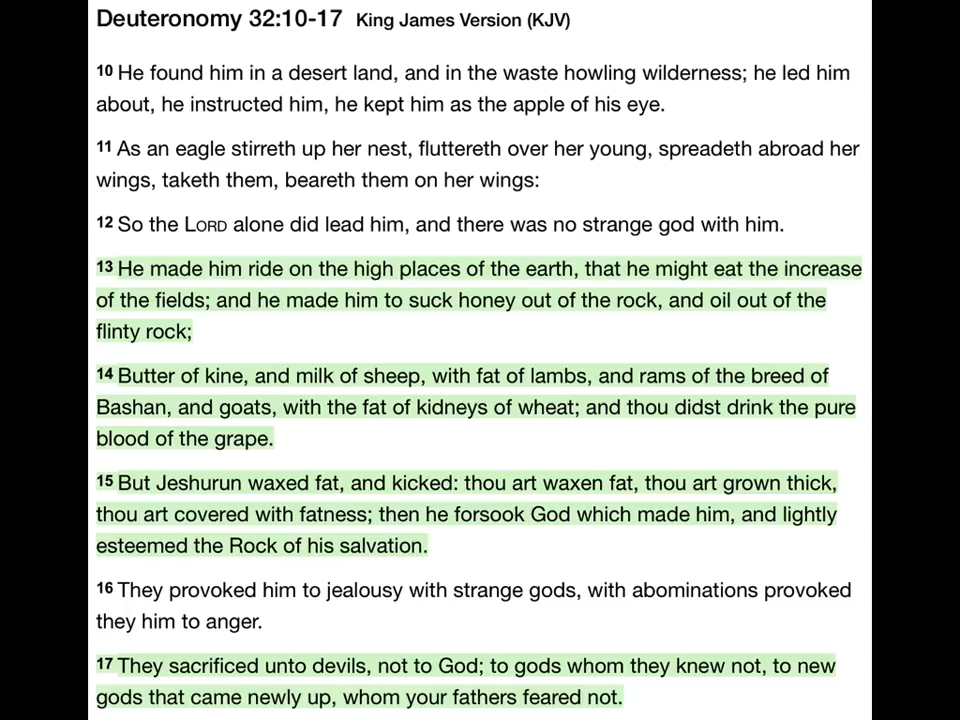 Deuteronomy 32:10-17 King James Version (KJV)
10 He found him in a desert land, and in the waste howling wilderness; he led him
about, he instructed him, he kept him as the apple of his eye.
11 As an eagle stirreth up her nest, fluttereth over her young, spreadeth abroad her
wings, taketh them, beareth them on her wings:
12 So the LORD alone did lead him, and there was no strange god with him.
13 He made him ride on the high places of the earth, that he might eat the increase
of the fields; and he made him to suck honey out of the rock, and oil out of the
flinty rock;
14 Butter of kine, and milk of sheep, with fat of lambs, and rams of the breed of
Bashan, and goats, with the fat of kidneys of wheat; and thou didst drink the pure
blood of the grape.
15 But Jeshurun waxed fat, and kicked: thou art waxen fat, thou art grown thick,
thou art covered with fatness; then he forsook God which made him, and lightly
esteemed the Rock of his salvation.
16 They provoked him to jealousy with strange gods, with abominations provoked
they him to anger.
17 They sacrificed unto devils, not to God; to gods whom they knew not, to new
gods that came newly up, whom your fathers feared not.